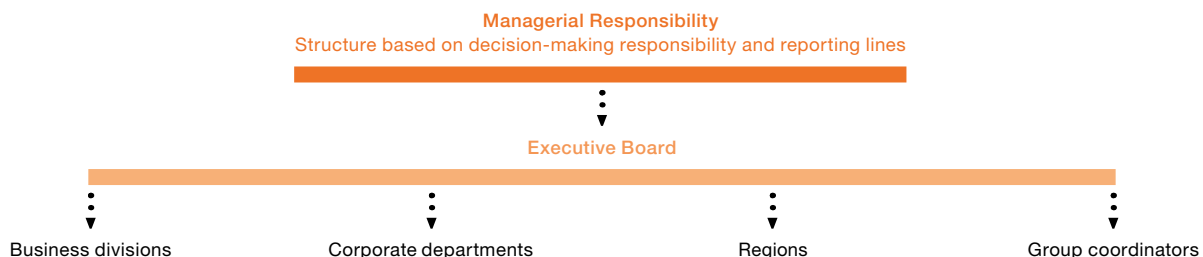 Managerial Responsibility
Structure based on decision-making responsibility and reporting lines
Executive Board
Business divisions
Corporate departments
Regions
Group coordinators